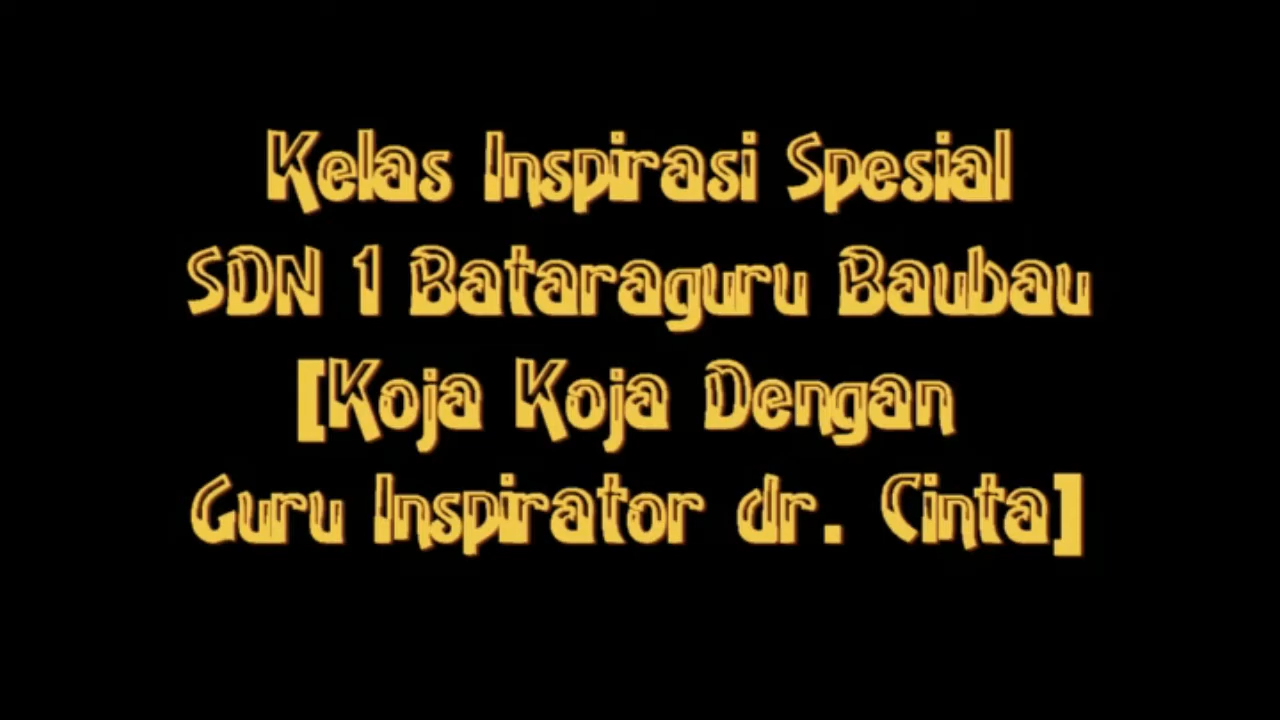 Kelas Inspirasi Spesial
SDN 1 Bataraguru Baubau
[Koja Koja Dengan
Guru Inspirator dr. Cinta]